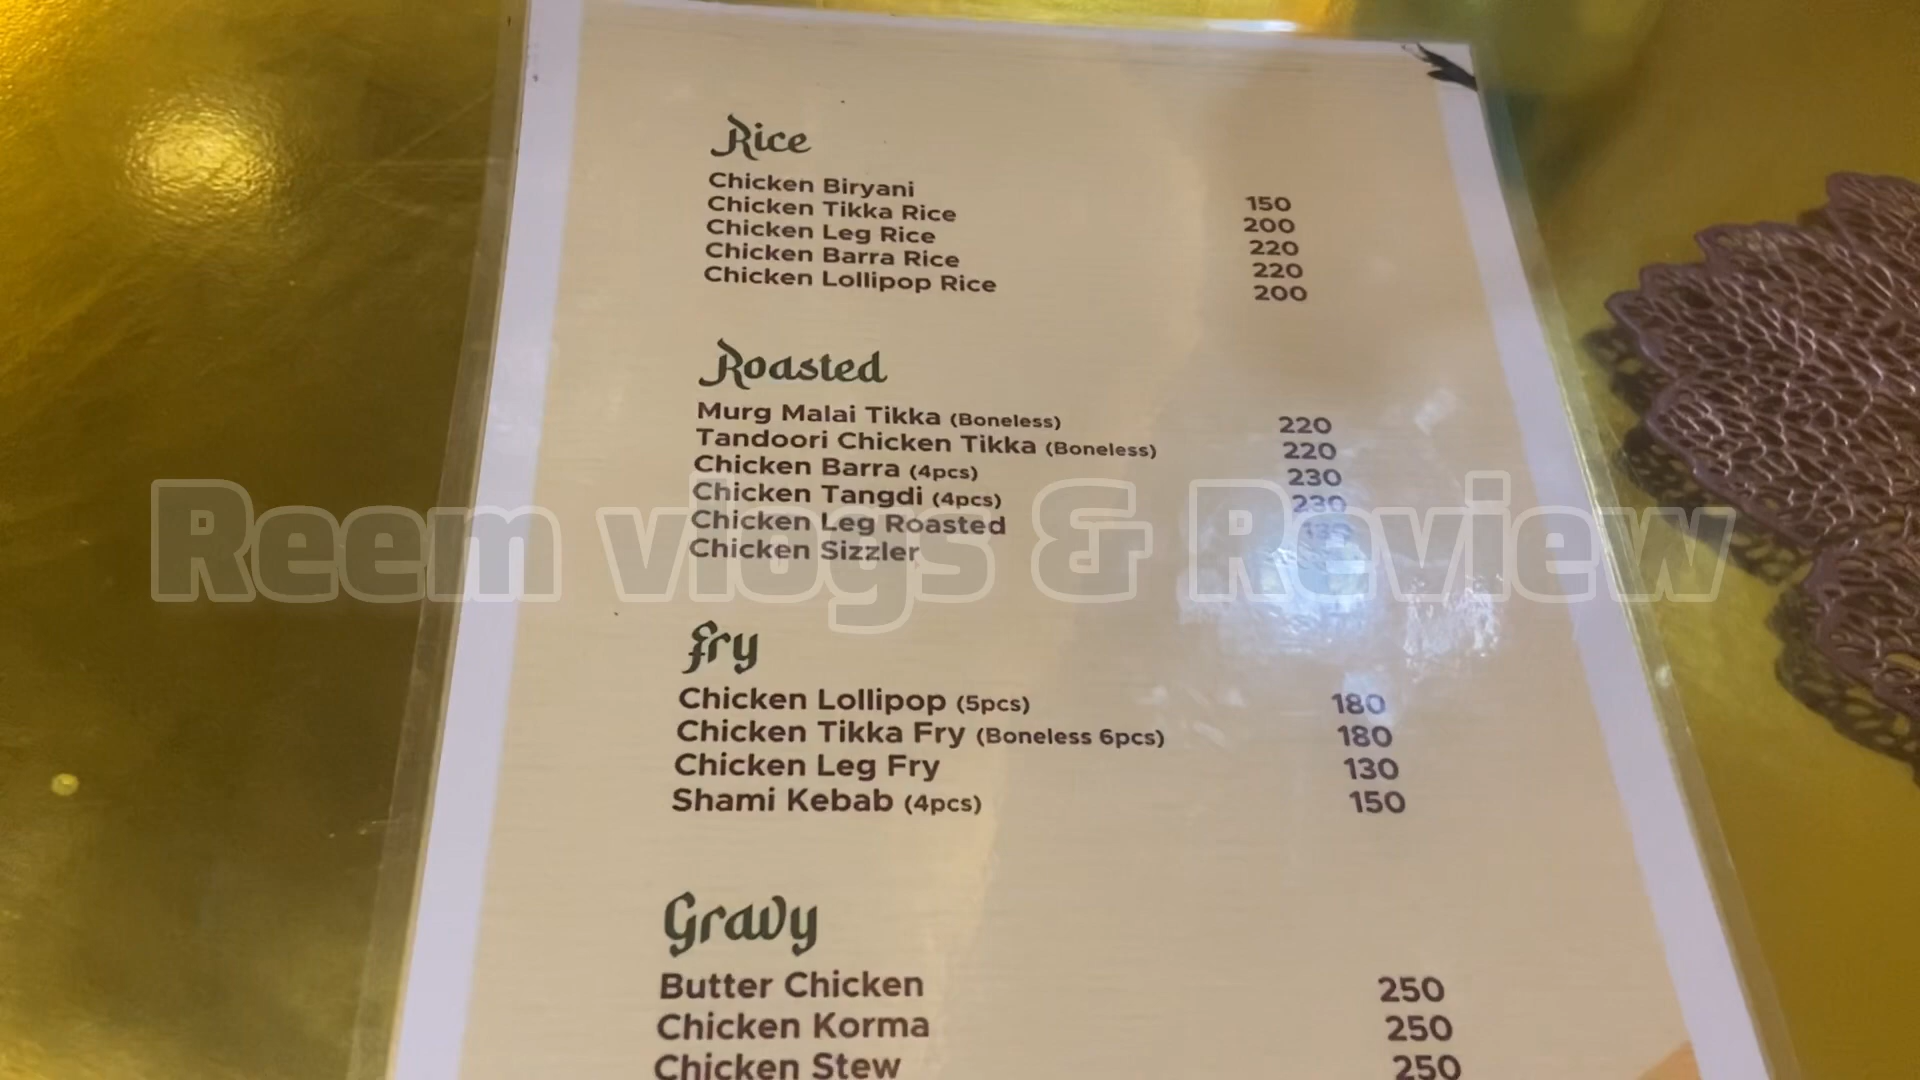 Rice
Chicken Biryani 150
Chicken Tikka Rice 200
Chicken Leg Rice 220
Chicken Barra Rice 220
Chicken Lollipop Rice 200
Roasted
Murg Malai Tikka (Boneless) 220
Tandoori Chicken Tikka (Boneless) 220
Chicken Barra (4pcs) 230
Chicken Tangdi (4pcs) 230
Chicken Leg Roasted
Chicken Sizzler
Reem vlogs & Review
Fry
Chicken Lollipop (5pcs) 180
Chicken Tikka Fry (Boneless 6pcs) 180
Chicken Leg Fry 130
Shami Kebab (4pcs) 150
Gravy
Butter Chicken 250
Chicken Korma 250
Chicken Stew 250